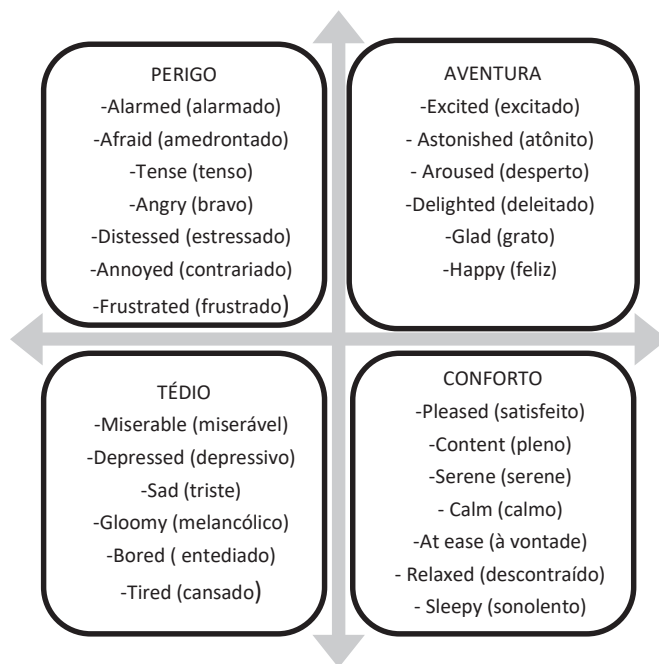 PERIGO
-Alarmed (alarmado)
-Afraid (amedrontado)
-Tense (tenso)
-Angry (bravo)
-Distessed (estressado)
-Annoyed (contrariado)
-Frustrated (frustrado)
AVENTURA
-Excited (excitado)
- Astonished (atônito)
- Aroused (desperto)
-Delighted (deleitado)
-Glad (grato)
-Happy (feliz)
TÉDIO
-Miserable (miserável)
-Depressed (depressivo)
-Sad (triste)
-Gloomy (melancólico)
-Bored ( entediado)
-Tired (cansado)
CONFORTO
-Pleased (satisfeito)
-Content (pleno)
-Serene (serene)
- Calm (calmo)
-At ease (à vontade)
- Relaxed (descontraído)
- Sleepy (sonolento)